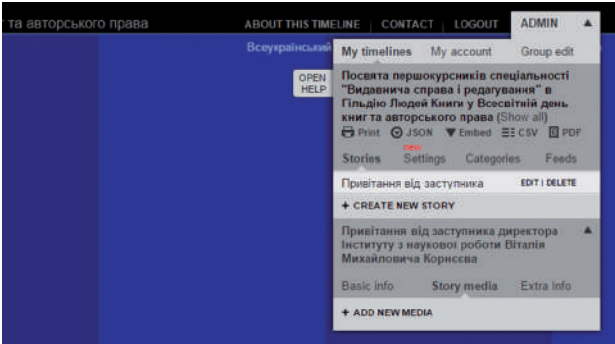 та авторського права
ABOUT THIS TIMELINE
CONTACT
LOGOUT
ADMIN
Всеукраїнський
OPEN
HELP
My timelines
My account
Group edit
Посвята першокурсників спеціальності
"Видавнича справа і редагування" в
Гільдію Людей Книги у Всесвітній день
книг та авторського права (Show all)
Print
JSON
Embed
CSV
PDF
new
Stories
Settings
Categories
Feeds
Привітання від заступника
EDIT | DELETE
+ CREATE NEW STORY
Привітання від заступника директора
Інституту з наукової роботи Віталія
Михайловича Корнєєва
Basic info
Story media
Extra Info
+ ADD NEW MEDIA